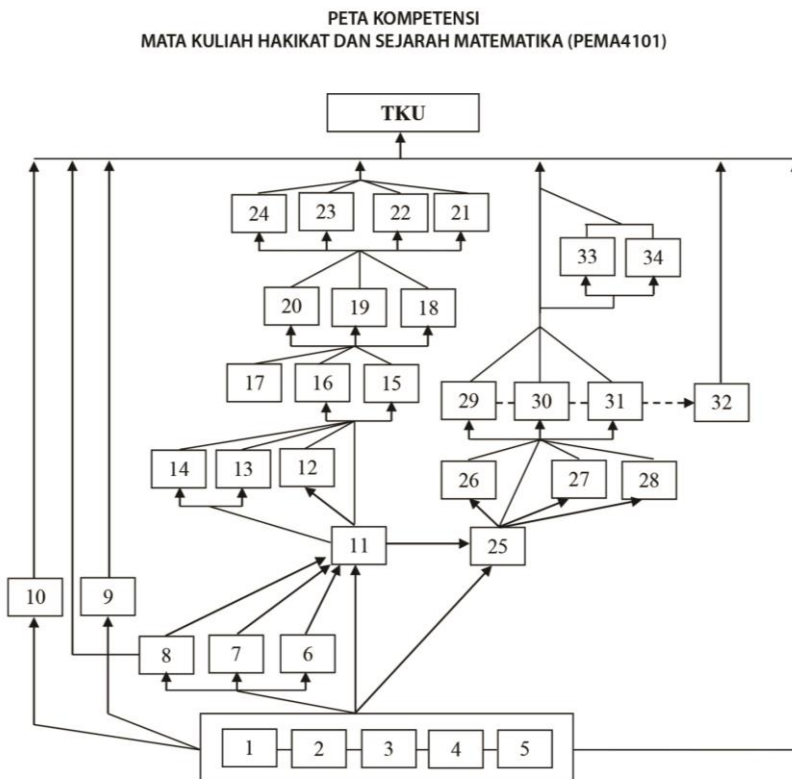 PETA KOMPETENSI
MATA KULIAH HAKIKAT DAN SEJARAH MATEMATIKA (PEMA4101)
TKU
24 23 22 21
33 34
20 19 18
17 16 15
29 30 31 32
14 13 12
26 27 28
11 25
10 9
8 7 6
1 2 3 4 5